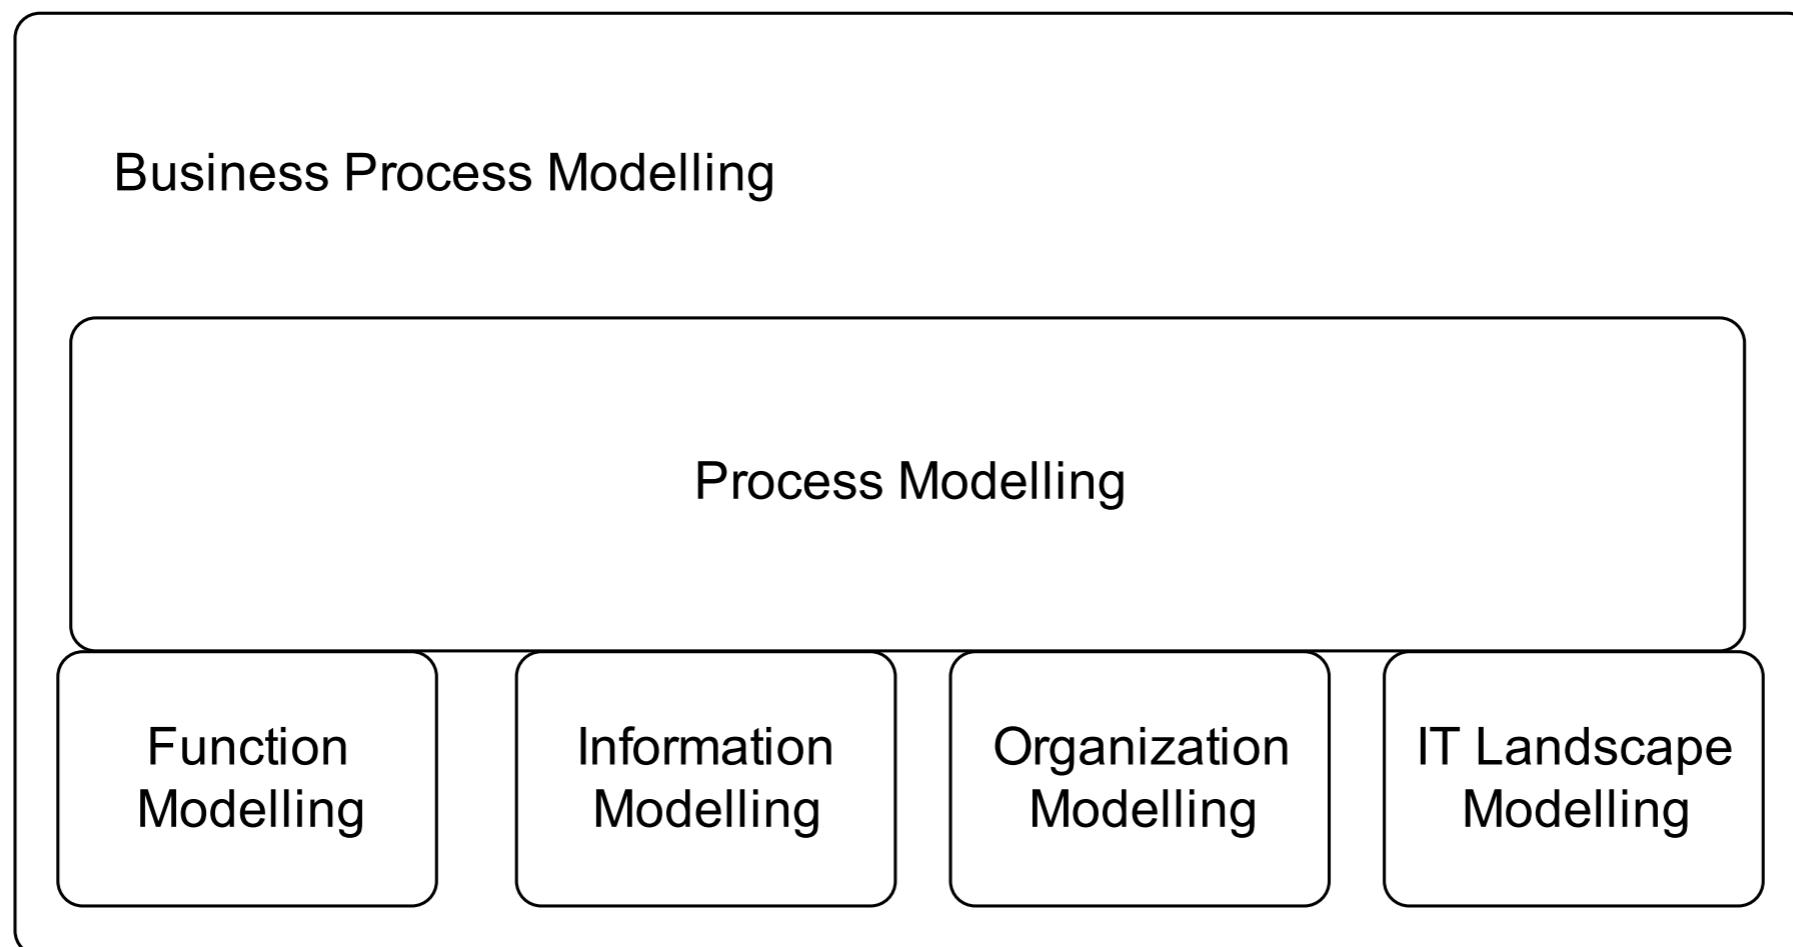 Business Process Modelling
Process Modelling
Function
Modelling
Information
Modelling
Organization
Modelling
IT Landscape
Modelling